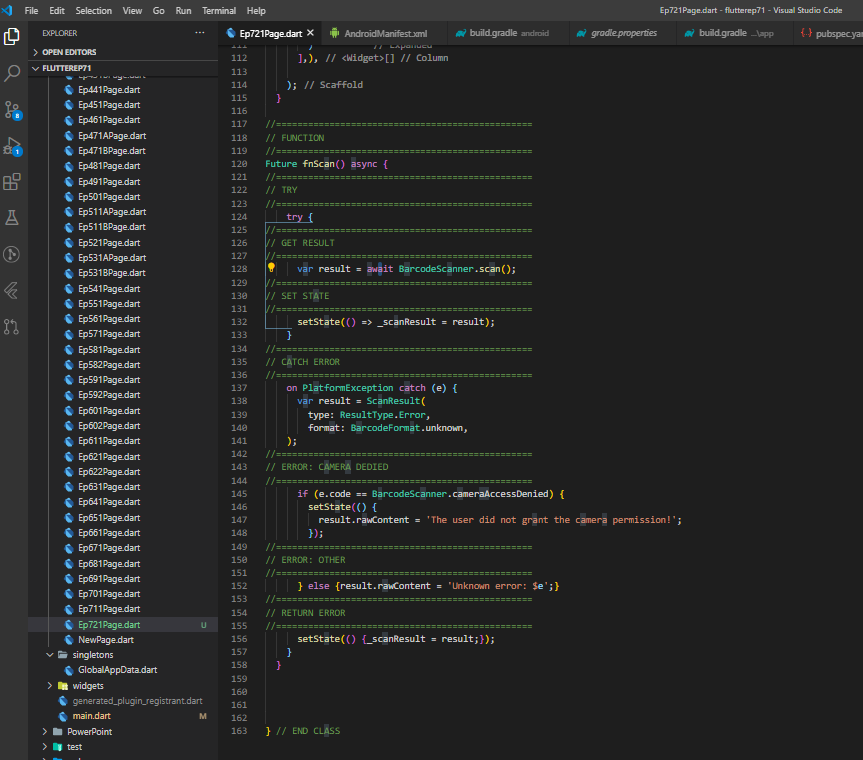 File Edit Selection View Go Run Terminal Help
Ep721Page.dart - flutterep71 - Visual Studio Code
EXPLORER ···
OPEN EDITORS
FLUTTEREP71
Ep441Page.dart
Ep451Page.dart
Ep461Page.dart
Ep471APage.dart
Ep471BPage.dart
Ep481Page.dart
Ep491Page.dart
Ep501Page.dart
Ep511APage.dart
Ep511BPage.dart
Ep521Page.dart
Ep531APage.dart
Ep531BPage.dart
Ep541Page.dart
Ep551Page.dart
Ep561Page.dart
Ep571Page.dart
Ep581Page.dart
Ep582Page.dart
Ep591Page.dart
Ep592Page.dart
Ep601Page.dart
Ep602Page.dart
Ep611Page.dart
Ep621Page.dart
Ep622Page.dart
Ep631Page.dart
Ep641Page.dart
Ep651Page.dart
Ep661Page.dart
Ep671Page.dart
Ep681Page.dart
Ep691Page.dart
Ep701Page.dart
Ep711Page.dart
Ep721Page.dart U
NewPage.dart
singletons
GlobalAppData.dart
widgets
generated_plugin_registrant.dart
main.dart M
PowerPoint
test
8
1
Ep721Page.dart × AndroidManifest.xml build.gradle android gradle.properties build.gradle ...\app pubspec.yam
111 ) // Expanded
112 ],), // <Widget>[] // Column
113
114 ); // Scaffold
115 }
116
117 //================================================
118 // FUNCTION
119 //================================================
120 Future fnScan() async {
121 //================================================
122 // TRY
123 //================================================
124 try {
125 //================================================
126 // GET RESULT
127 //================================================
128 var result = await BarcodeScanner.scan();
129 //================================================
130 // SET STATE
131 //================================================
132 setState(() => _scanResult = result);
133 }
134 //================================================
135 // CATCH ERROR
136 //================================================
137 on PlatformException catch (e) {
138 var result = ScanResult(
139 type: ResultType.Error,
140 format: BarcodeFormat.unknown,
141 );
142 //================================================
143 // ERROR: CAMERA DEDIED
144 //================================================
145 if (e.code == BarcodeScanner.cameraAccessDenied) {
146 setState(() {
147 result.rawContent = 'The user did not grant the camera permission!';
148 });
149 //================================================
150 // ERROR: OTHER
151 //================================================
152 } else {result.rawContent = 'Unknown error: $e';}
153 //================================================
154 // RETURN ERROR
155 //================================================
156 setState(() {_scanResult = result;});
157 }
158 }
159
160
161
162
163 } // END CLASS